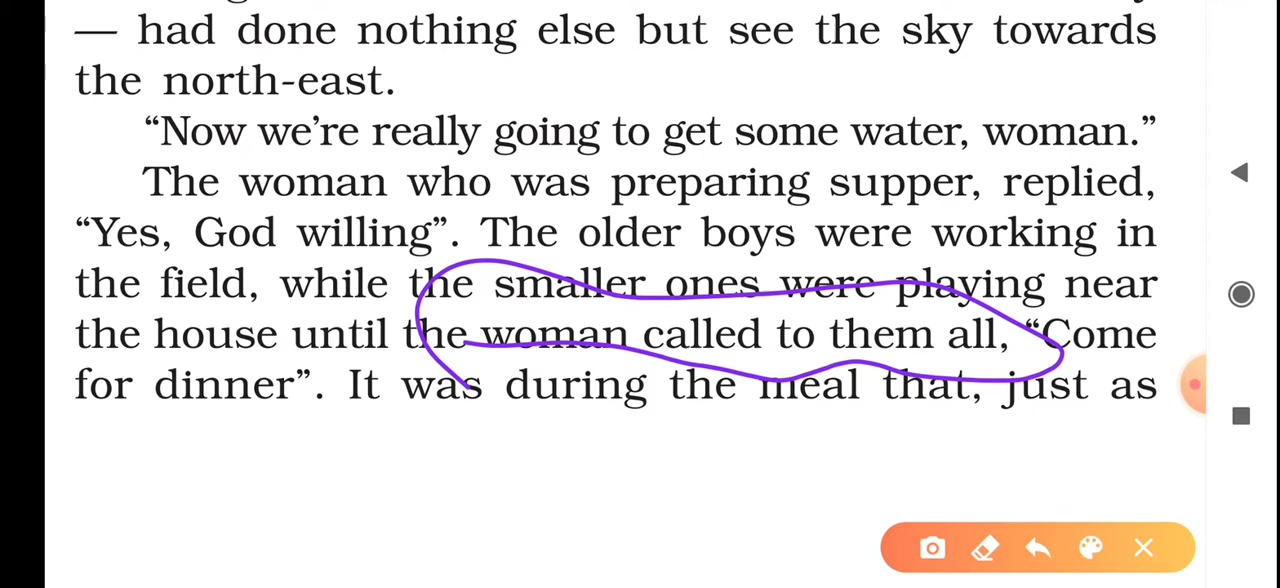 — had done nothing else but see the sky towards
the north-east.
“Now we’re really going to get some water, woman.”
The woman who was preparing supper, replied,
“Yes, God willing”. The older boys were working in
the field, while the smaller ones were playing near
the house until the woman called to them all, “Come
for dinner”. It was during the meal that, just as